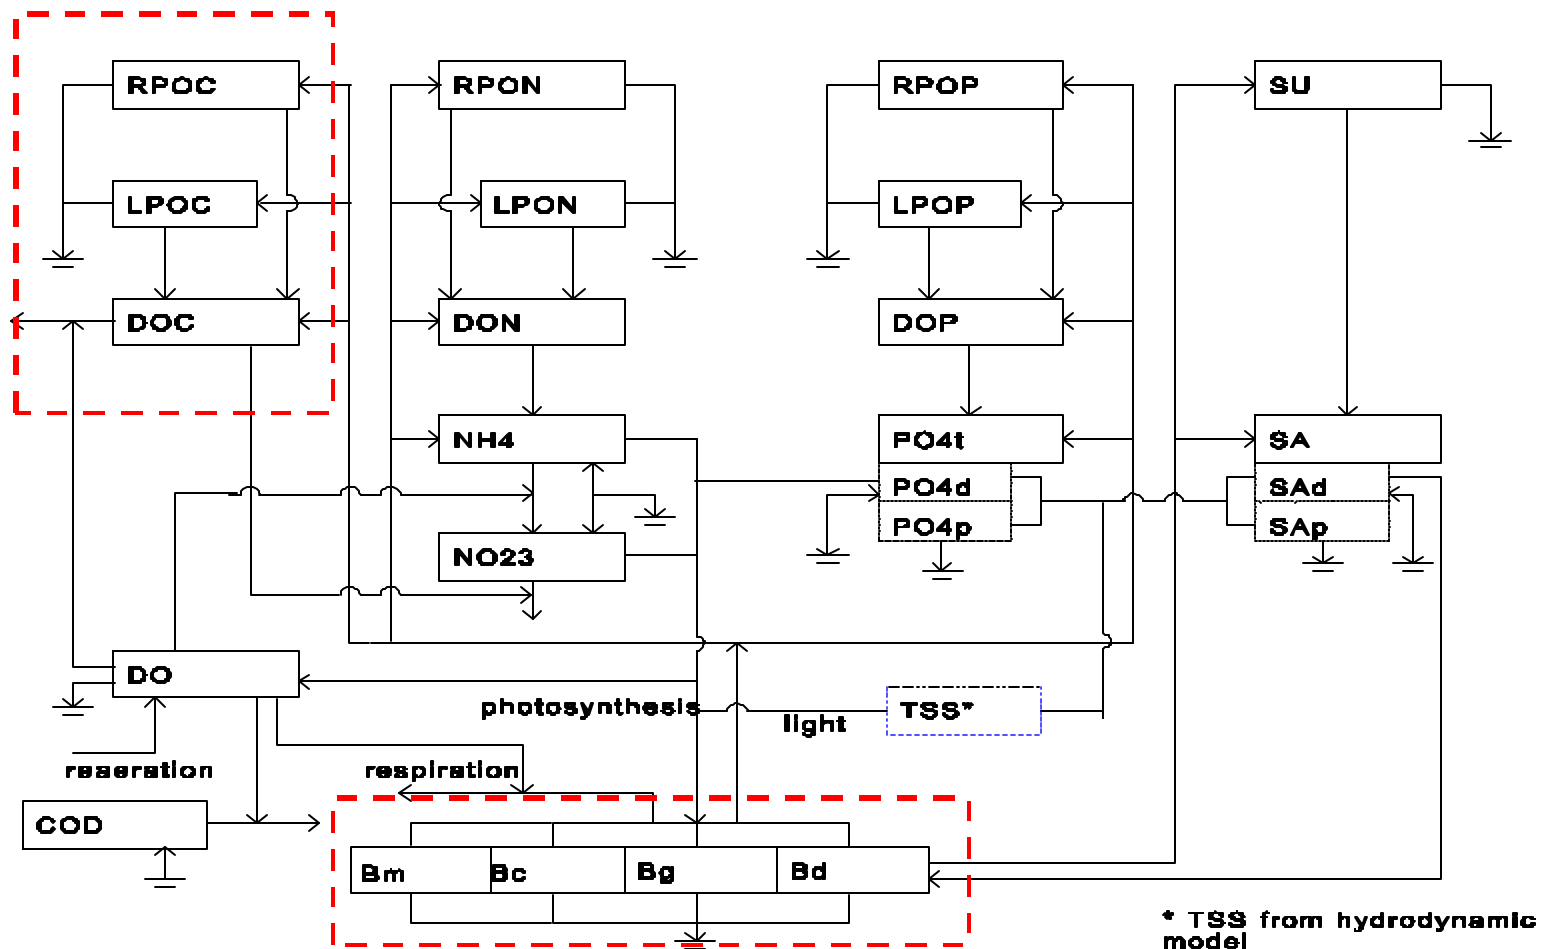 RPOC RPON RPOP SU
LPOC LPON LPOP
DOC DON DOP
NH4 PO4t SA
PO4d SAd
PO4p SAp
NO23
DO
photosynthesis
TSS*
light
reaeration
respiration
COD
Bm Bc Bg Bd
* TSS from hydrodynamic
model